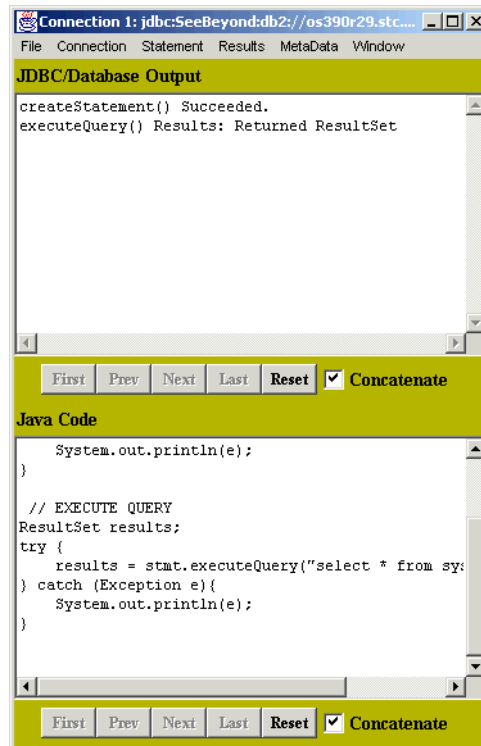 Connection 1: jdbc:SeeBeyond:db2://os390r29.stc....
File Connection Statement Results MetaData Window
JDBC/Database Output
createStatement() Succeeded.
executeQuery() Results: Returned ResultSet
First Prev Next Last Reset Concatenate
Java Code
System.out.println(e);
}
// EXECUTE QUERY
ResultSet results;
try {
results = stmt.executeQuery("select * from sys
} catch (Exception e){
System.out.println(e);
}
First Prev Next Last Reset Concatenate